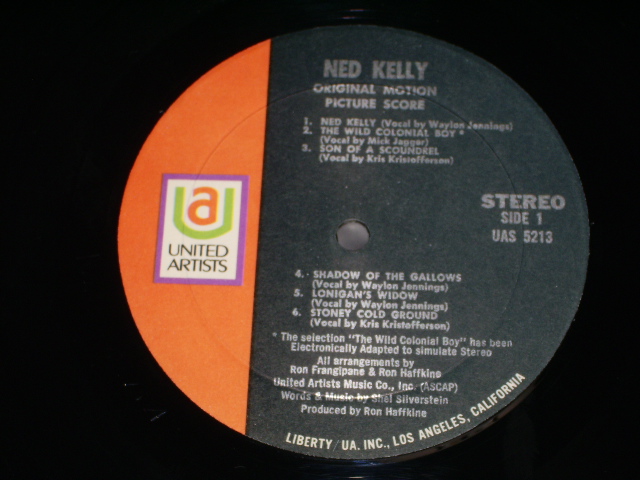 NED KELLY
ORIGINAL MOTION
PICTURE SCORE
1. NED KELLY (Vocal by Waylon Jennings)
2. THE WILD COLONIAL BOY *
(Vocal by Mick Jaggar)
3. SON OF A SCOUNDREL
(Vocal by Kris Kristofferson)
STEREO
SIDE 1
UAS 5213
ua
UNITED
ARTISTS
4. SHADOW OF THE GALLOWS
(Vocal by Waylon Jennings)
5. LONIGAN'S WIDOW
(Vocal by Waylon Jennings)
6. STONEY COLD GROUND
(Vocal by Kris Kristofferson)
* The selection "The Wild Colonial Boy" has been
Electronically Adapted to simulate Stereo
All arrangements by
Ron Frangipane & Ron Haffkine
United Artists Music Co., Inc. (ASCAP)
Words & Music by Shel Silverstein
Produced by Ron Haffkine
LIBERTY/UA. INC., LOS ANGELES, CALIFORNIA